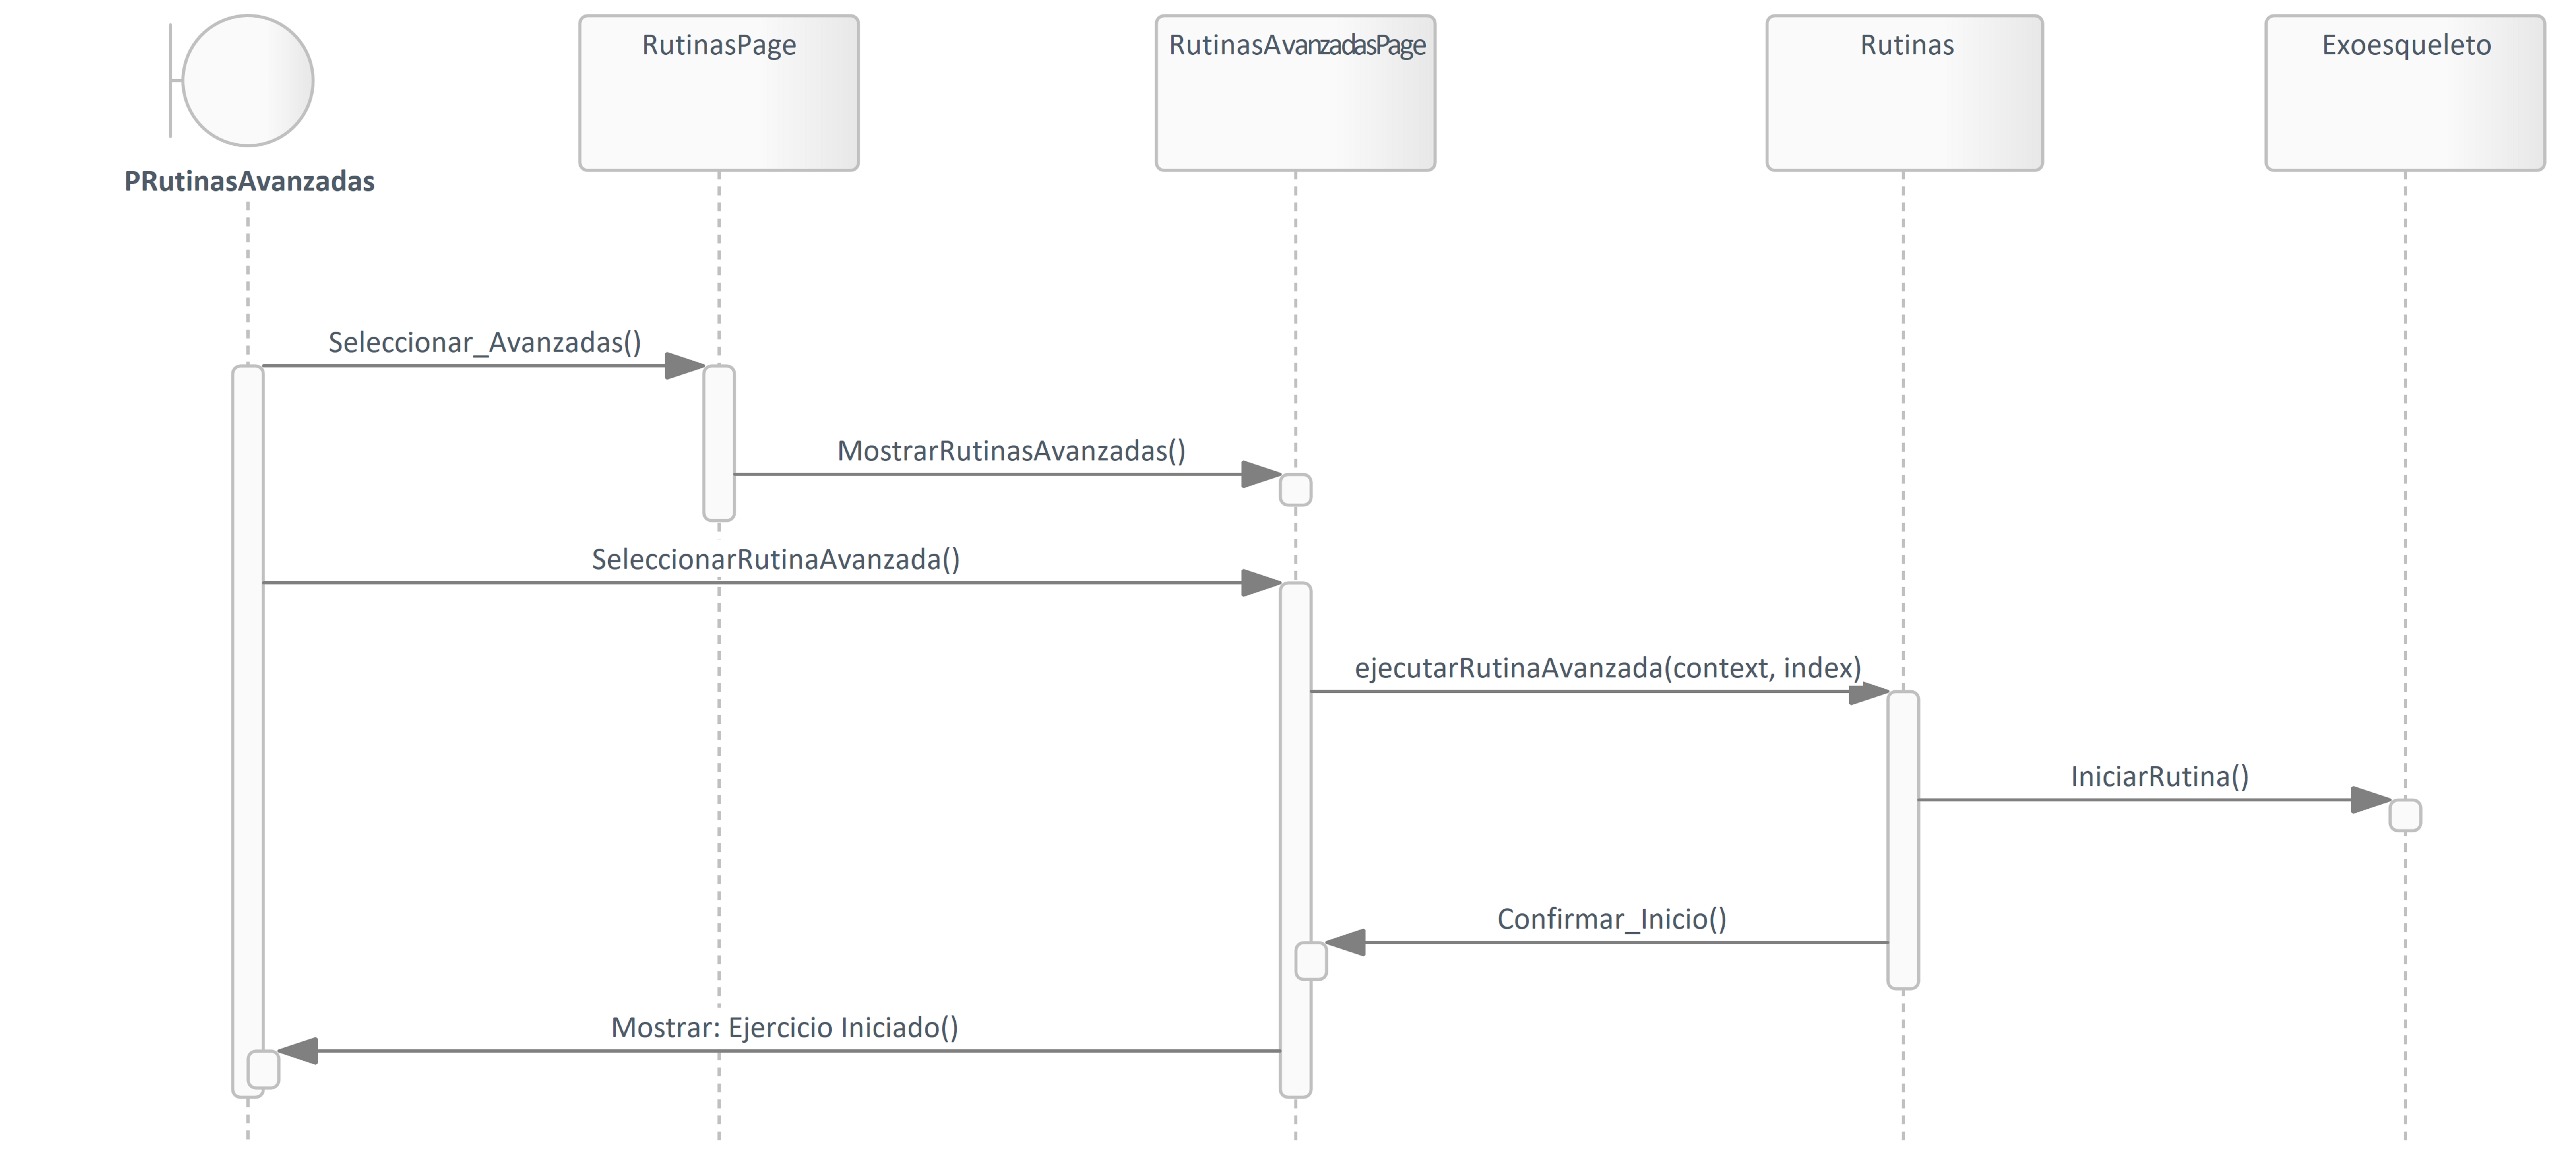 RutinasPage
RutinasAvanzadasPage
Rutinas
Exoesqueleto
PRutinasAvanzadas
Seleccionar_Avanzadas()
MostrarRutinasAvanzadas()
SeleccionarRutinaAvanzada()
ejecutarRutinaAvanzada(context, index)
IniciarRutina()
Confirmar_Inicio()
Mostrar: Ejercicio Iniciado()